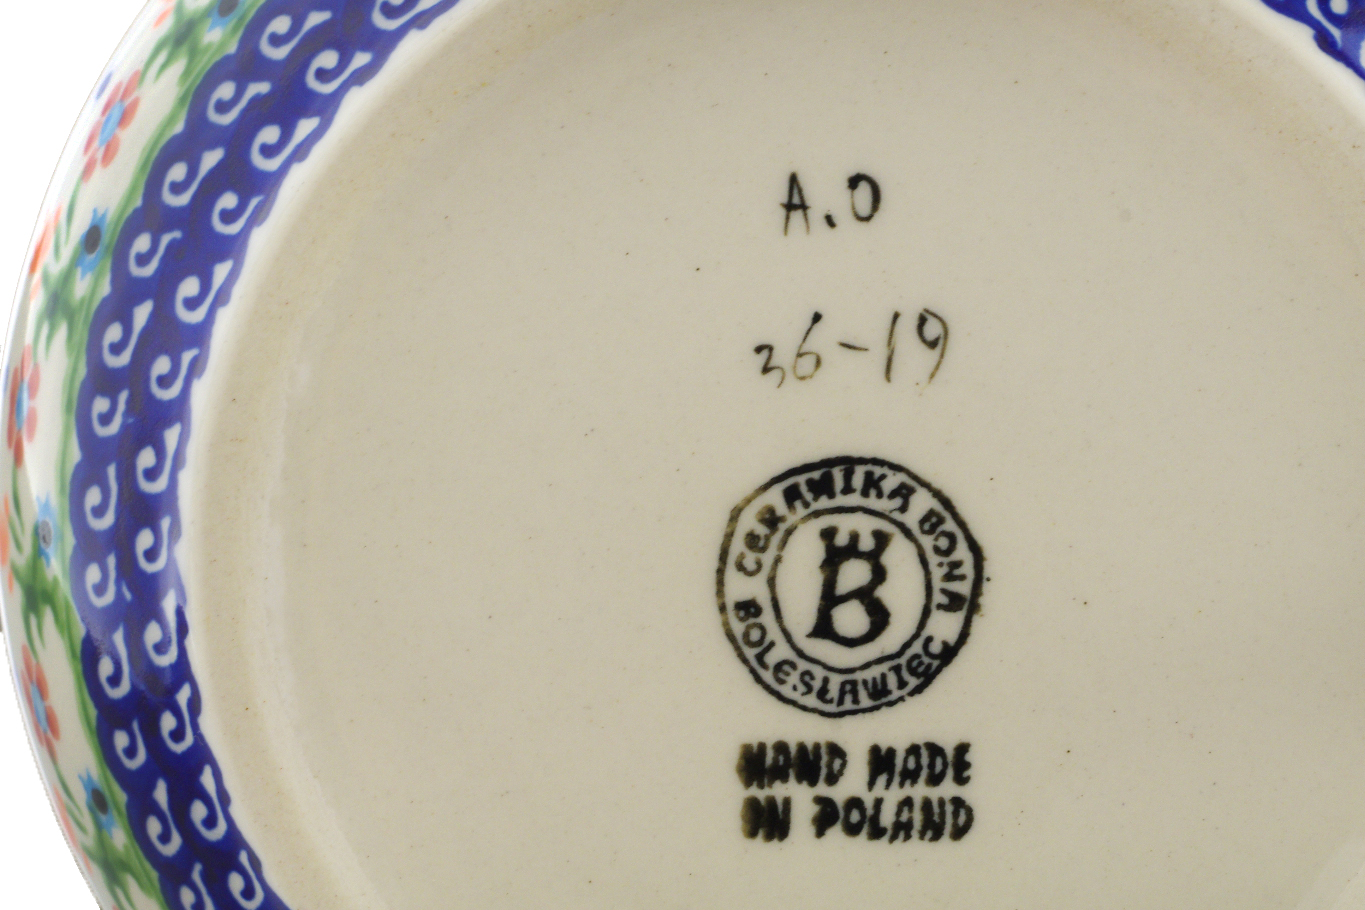 A.O
36-19
CERAMIKA BONA
B
BOLESŁAWIEC
HAND MADE
IN POLAND